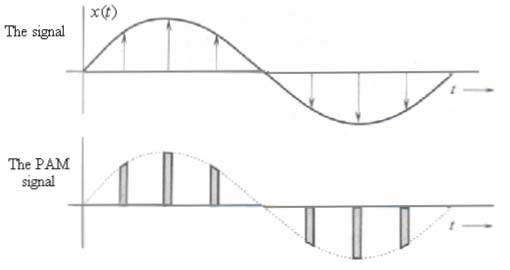 x(t)
The signal
t
The PAM
signal
t